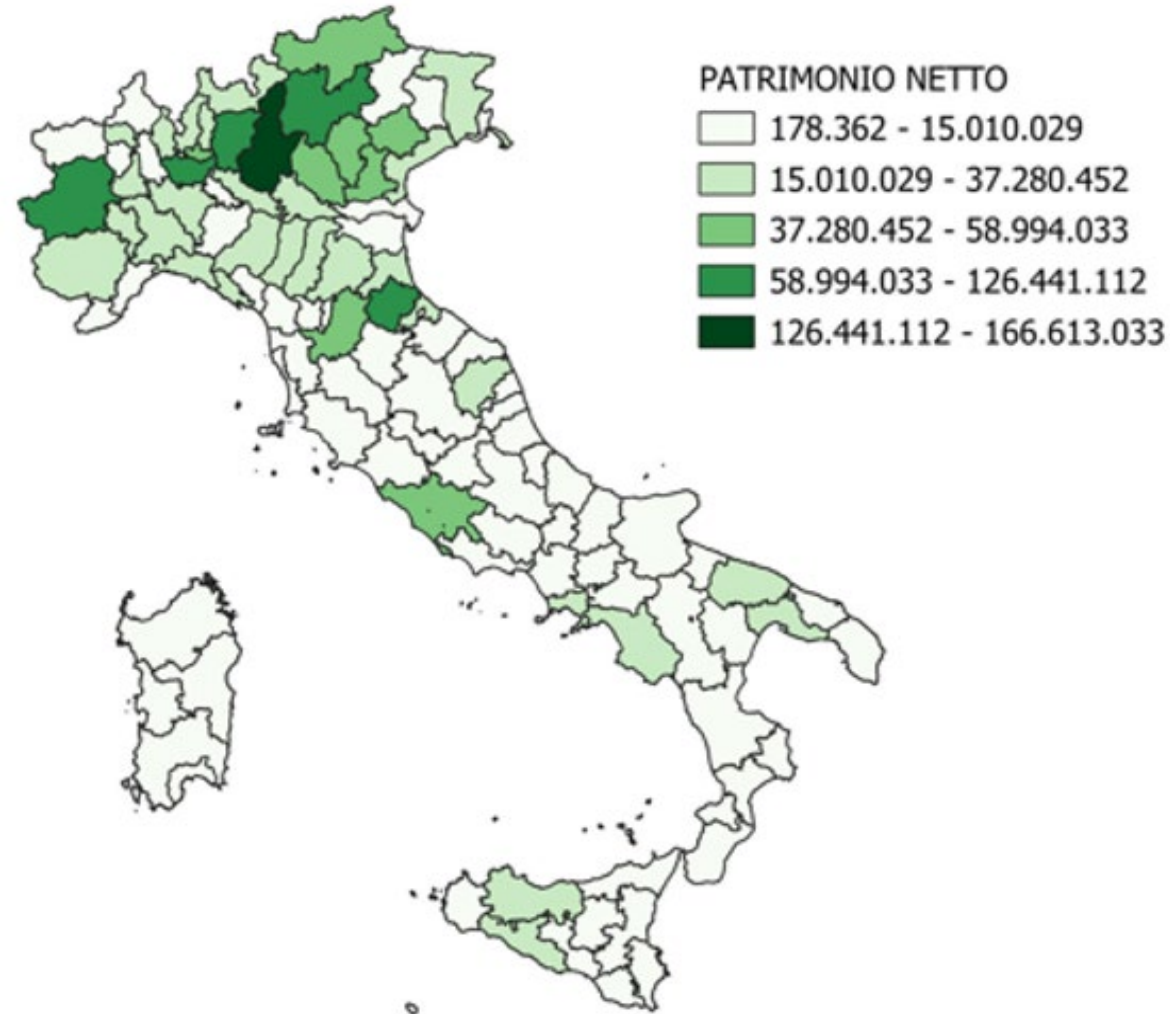 PATRIMONIO NETTO
178.362 - 15.010.029
15.010.029 - 37.280.452
37.280.452 - 58.994.033
58.994.033 - 126.441.112
126.441.112 - 166.613.033